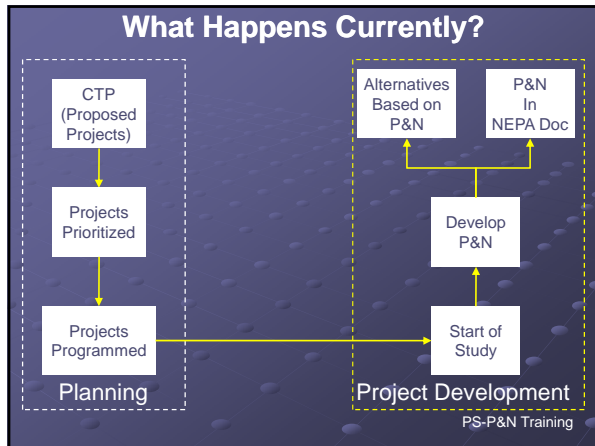 What Happens Currently?
CTP
(Proposed
Projects)
Projects
Prioritized
Projects
Programmed
Planning
Alternatives
Based on
P&N
P&N
In
NEPA Doc
Develop
P&N
Start of
Study
Project Development
PS-P&N Training